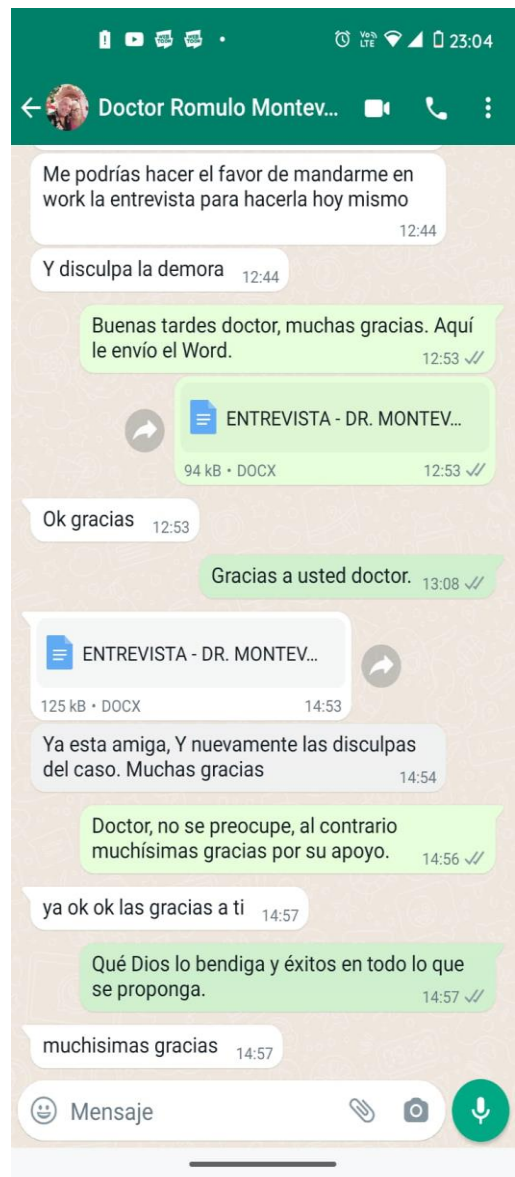 VoD
LTE
23:04
Doctor Romulo Montev...
Me podrías hacer el favor de mandarme en
work la entrevista para hacerla hoy mismo
12:44
Y disculpa la demora 12:44
Buenas tardes doctor, muchas gracias. Aquí
le envío el Word. 12:53
ENTREVISTA - DR. MONTEV...
94 kB • DOCX 12:53
Ok gracias 12:53
Gracias a usted doctor. 13:08
ENTREVISTA - DR. MONTEV...
125 kB • DOCX 14:53
Ya esta amiga, Y nuevamente las disculpas
del caso. Muchas gracias 14:54
Doctor, no se preocupe, al contrario
muchísimas gracias por su apoyo. 14:56
ya ok ok las gracias a ti 14:57
Qué Dios lo bendiga y éxitos en todo lo que
se proponga. 14:57
muchisimas gracias 14:57
Mensaje